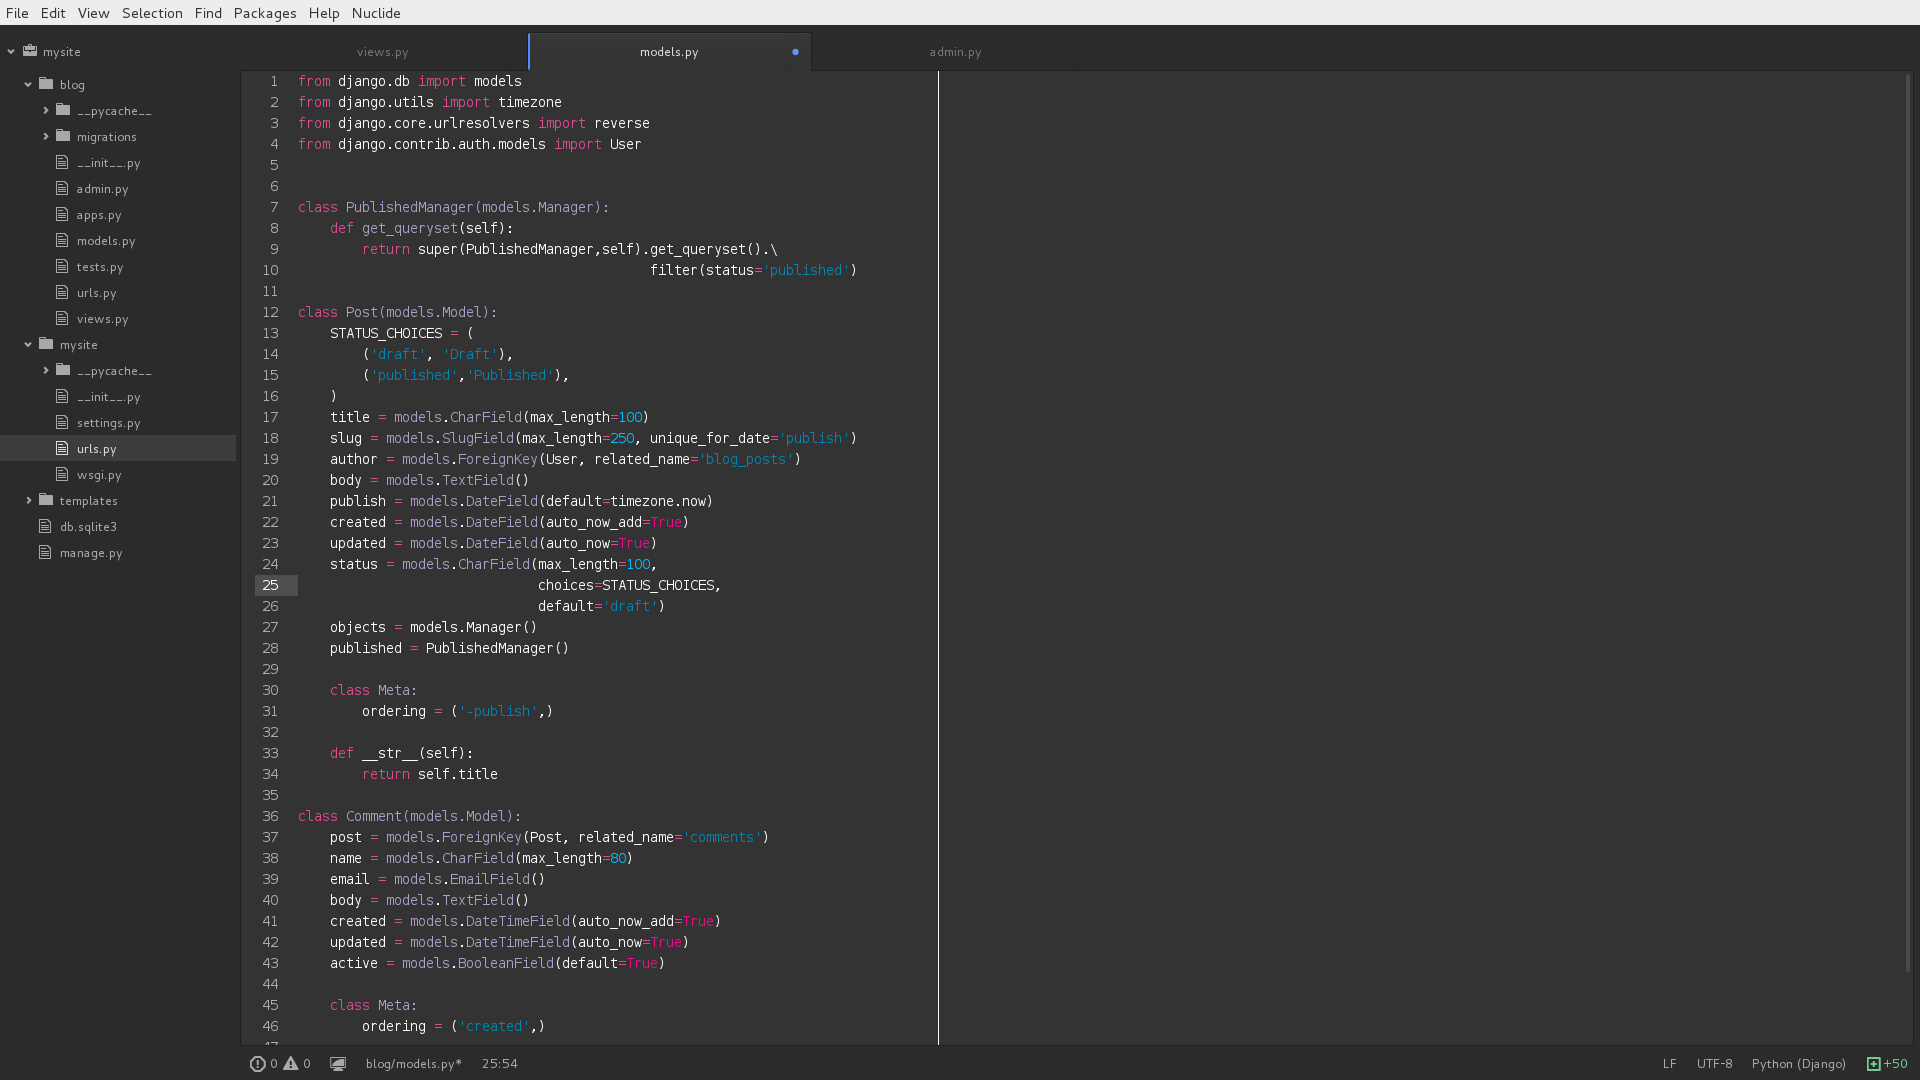 File Edit View Selection Find Packages Help Nuclide
mysite
blog
__pycache__
migrations
__init__.py
admin.py
apps.py
models.py
tests.py
urls.py
views.py
mysite
__pycache__
__init__.py
settings.py
urls.py
wsgi.py
templates
db.sqlite3
manage.py
views.py models.py admin.py
1 from django.db import models
2 from django.utils import timezone
3 from django.core.urlresolvers import reverse
4 from django.contrib.auth.models import User
5
6
7 class PublishedManager(models.Manager):
8 def get_queryset(self):
9 return super(PublishedManager,self).get_queryset().\
10 filter(status='published')
11
12 class Post(models.Model):
13 STATUS_CHOICES = (
14 ('draft', 'Draft'),
15 ('published','Published'),
16 )
17 title = models.CharField(max_length=100)
18 slug = models.SlugField(max_length=250, unique_for_date='publish')
19 author = models.ForeignKey(User, related_name='blog_posts')
20 body = models.TextField()
21 publish = models.DateField(default=timezone.now)
22 created = models.DateField(auto_now_add=True)
23 updated = models.DateField(auto_now=True)
24 status = models.CharField(max_length=100,
25 choices=STATUS_CHOICES,
26 default='draft')
27 objects = models.Manager()
28 published = PublishedManager()
29
30 class Meta:
31 ordering = ('-publish',)
32
33 def __str__(self):
34 return self.title
35
36 class Comment(models.Model):
37 post = models.ForeignKey(Post, related_name='comments')
38 name = models.CharField(max_length=80)
39 email = models.EmailField()
40 body = models.TextField()
41 created = models.DateTimeField(auto_now_add=True)
42 updated = models.DateTimeField(auto_now=True)
43 active = models.BooleanField(default=True)
44
45 class Meta:
46 ordering = ('created',)
0 0 blog/models.py* 25:54 LF UTF-8 Python (Django) +50